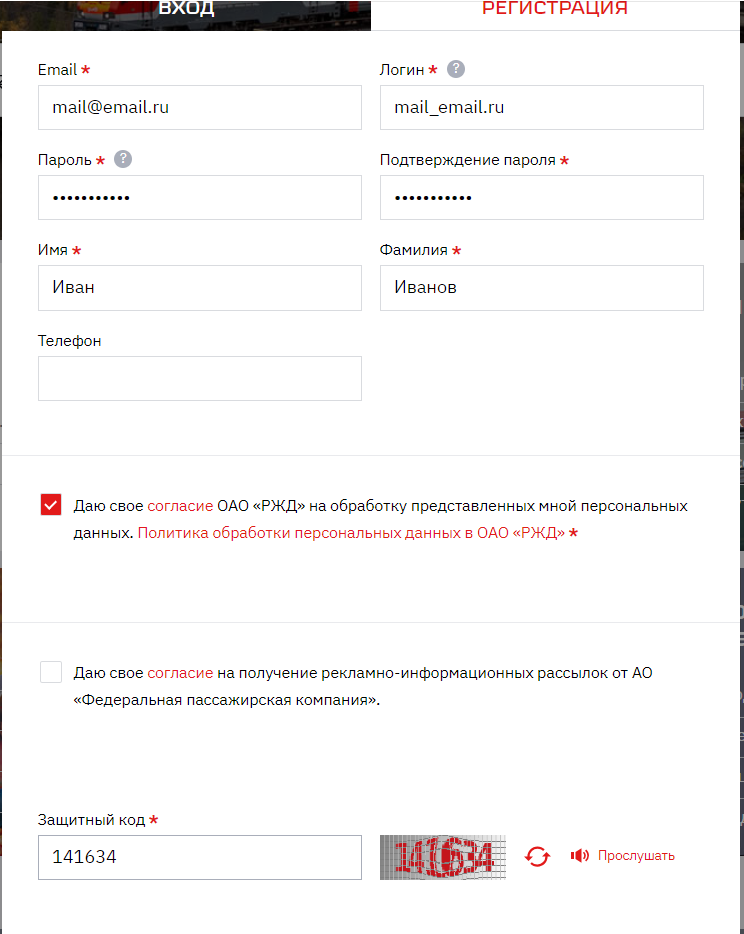 ВХОД РЕГИСТРАЦИЯ
Email * Логин * ?
mail@email.ru mail_email.ru
Пароль * ? Подтверждение пароля *
••••••••••• •••••••••••
Имя * Фамилия *
Иван Иванов
Телефон
Даю свое согласие ОАО «РЖД» на обработку представленных мной персональных
данных. Политика обработки персональных данных в ОАО «РЖД» *
Даю свое согласие на получение рекламно-информационных рассылок от АО
«Федеральная пассажирская компания».
Защитный код *
141634 141634 Прослушать